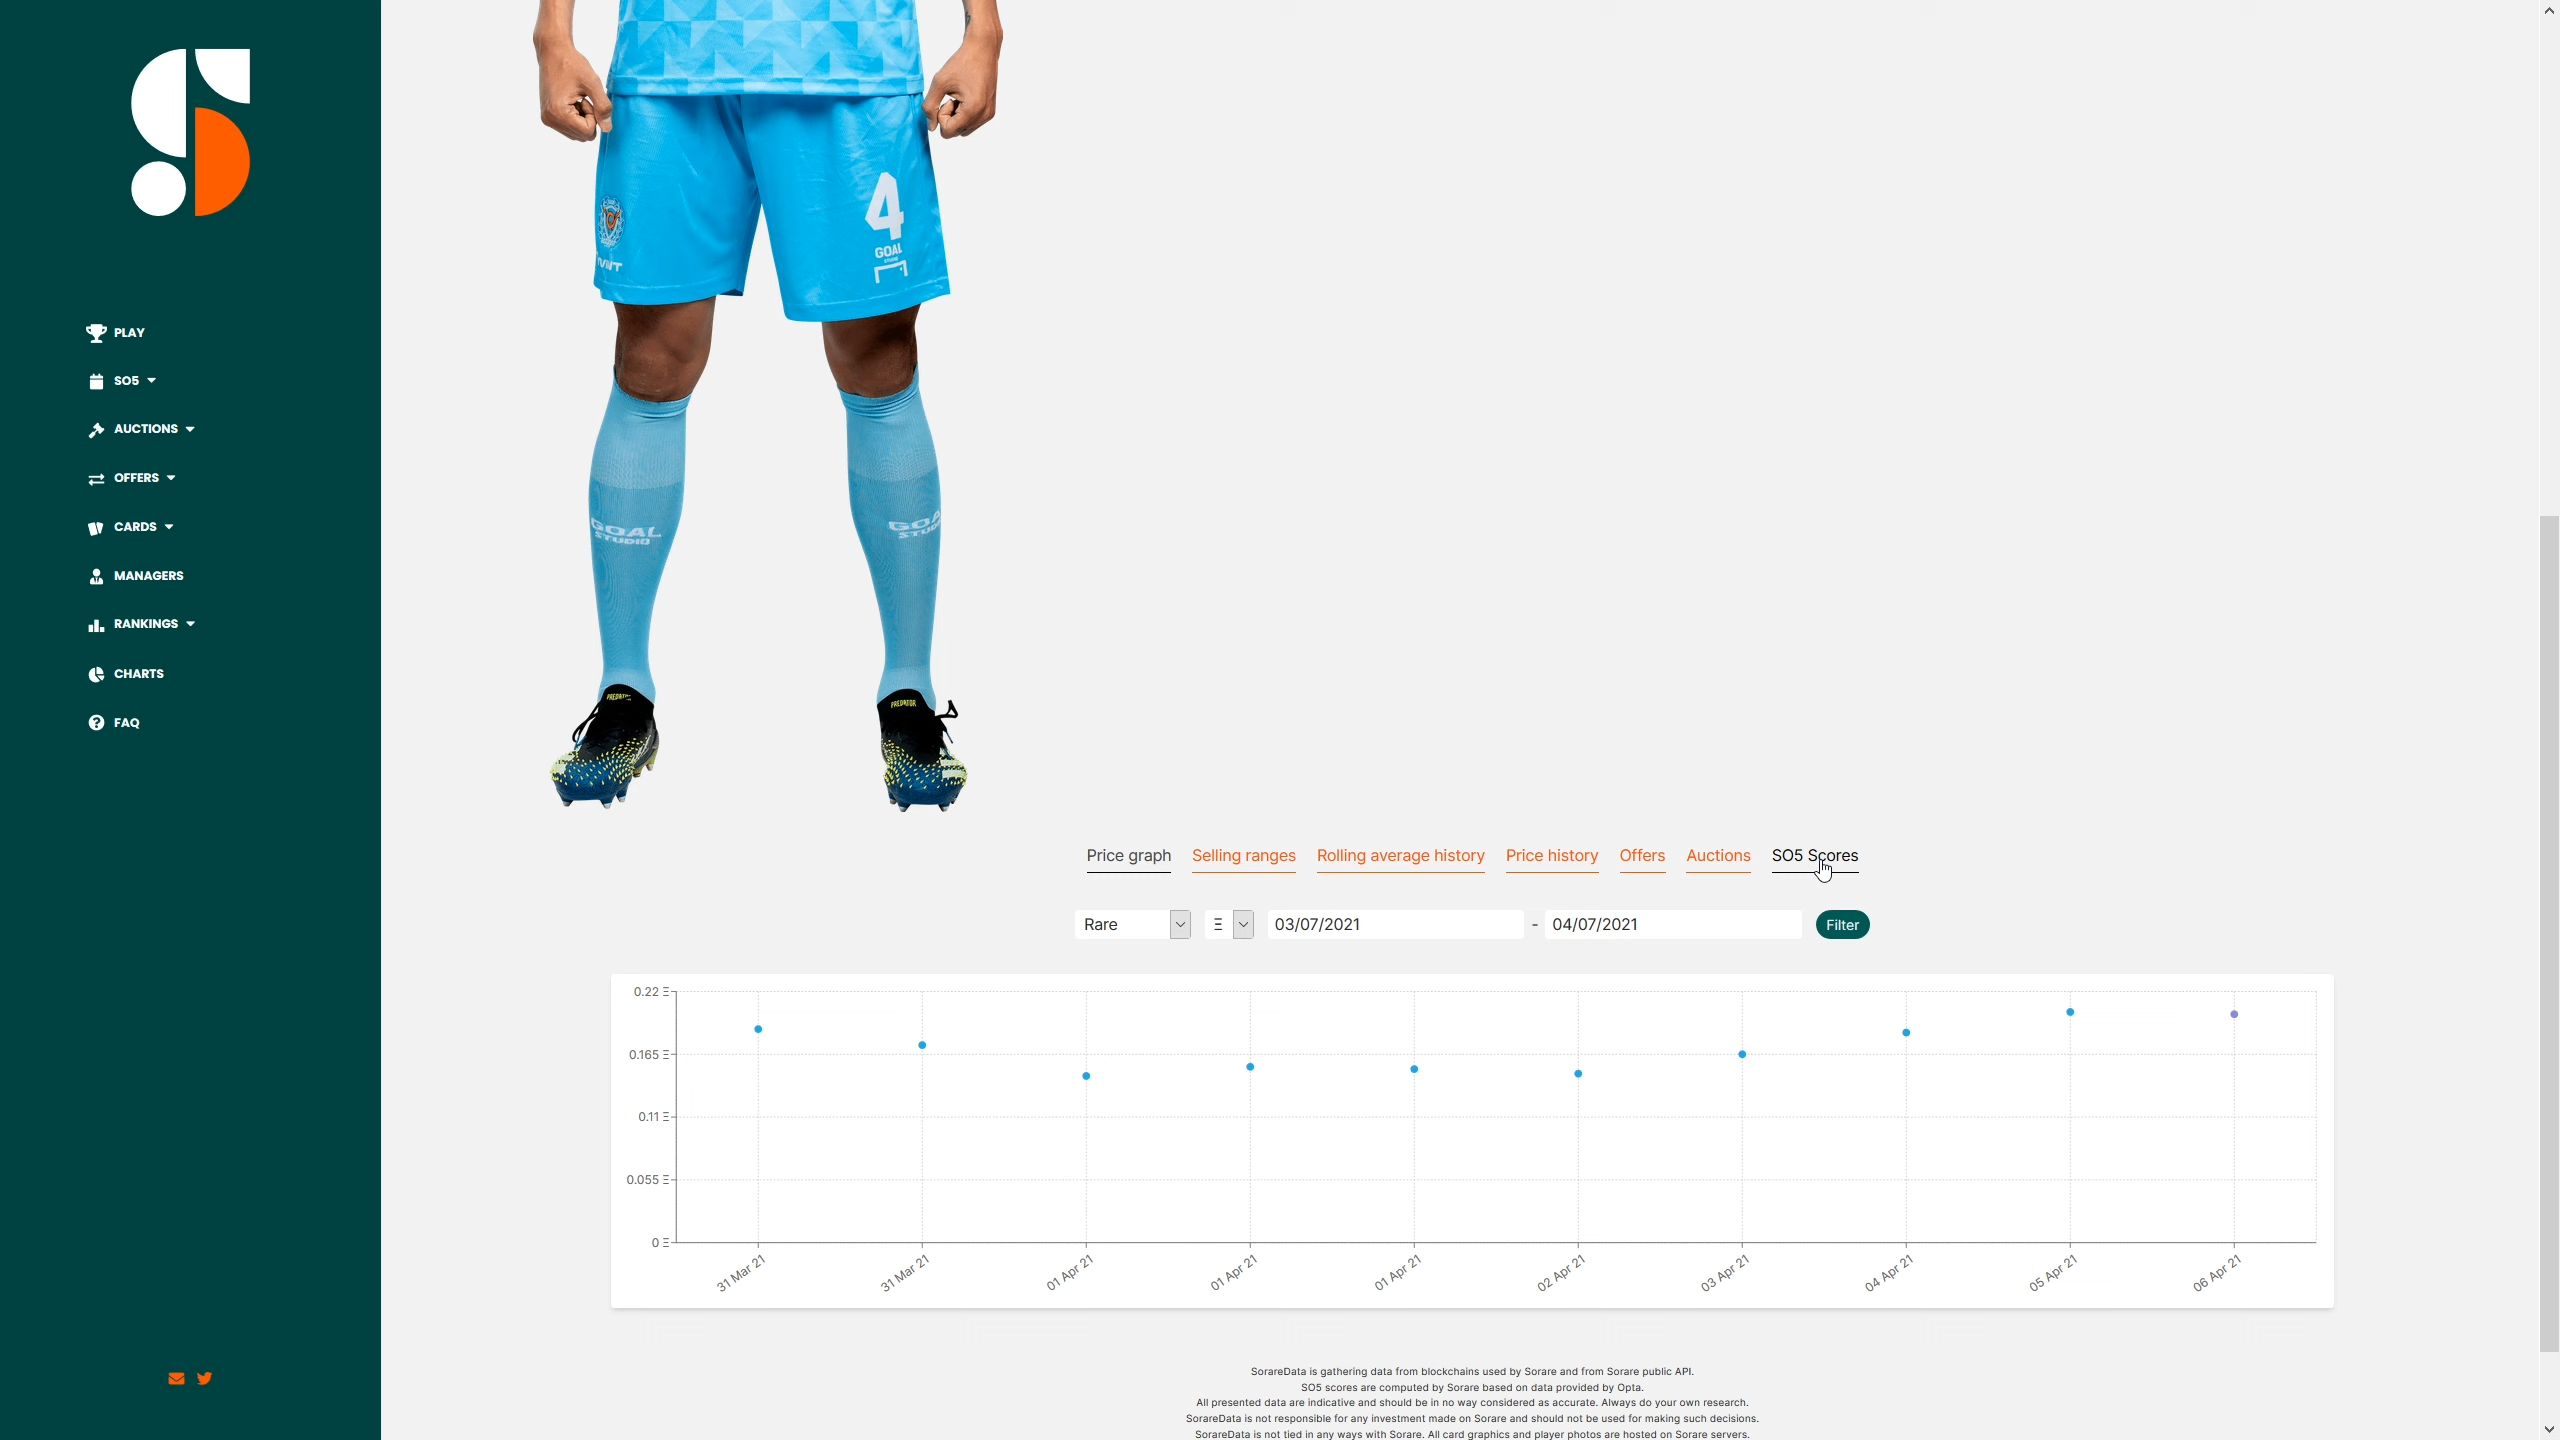 4
GOAL
STUDIO
GOAL
STUDIO
PREDATOR
PREDATOR
PLAY
SO5
AUCTIONS
OFFERS
CARDS
MANAGERS
RANKINGS
CHARTS
FAQ
Price graph Selling ranges Rolling average history Price history Offers Auctions SO5 Scores
Rare Ξ 03/07/2021 - 04/07/2021 Filter
0.22 Ξ
0.165 Ξ
0.11 Ξ
0.055 Ξ
0 Ξ
31 Mar 21 31 Mar 21 01 Apr 21 01 Apr 21 01 Apr 21 02 Apr 21 03 Apr 21 04 Apr 21 05 Apr 21 06 Apr 21
SorareData is gathering data from blockchains used by Sorare and from Sorare public API.
SO5 scores are computed by Sorare based on data provided by Opta.
All presented data are indicative and should be in no way considered as accurate. Always do your own research.
SorareData is not responsible for any investment made on Sorare and should not be used for making such decisions.
SorareData is not tied in any ways with Sorare. All card graphics and player photos are hosted on Sorare servers.